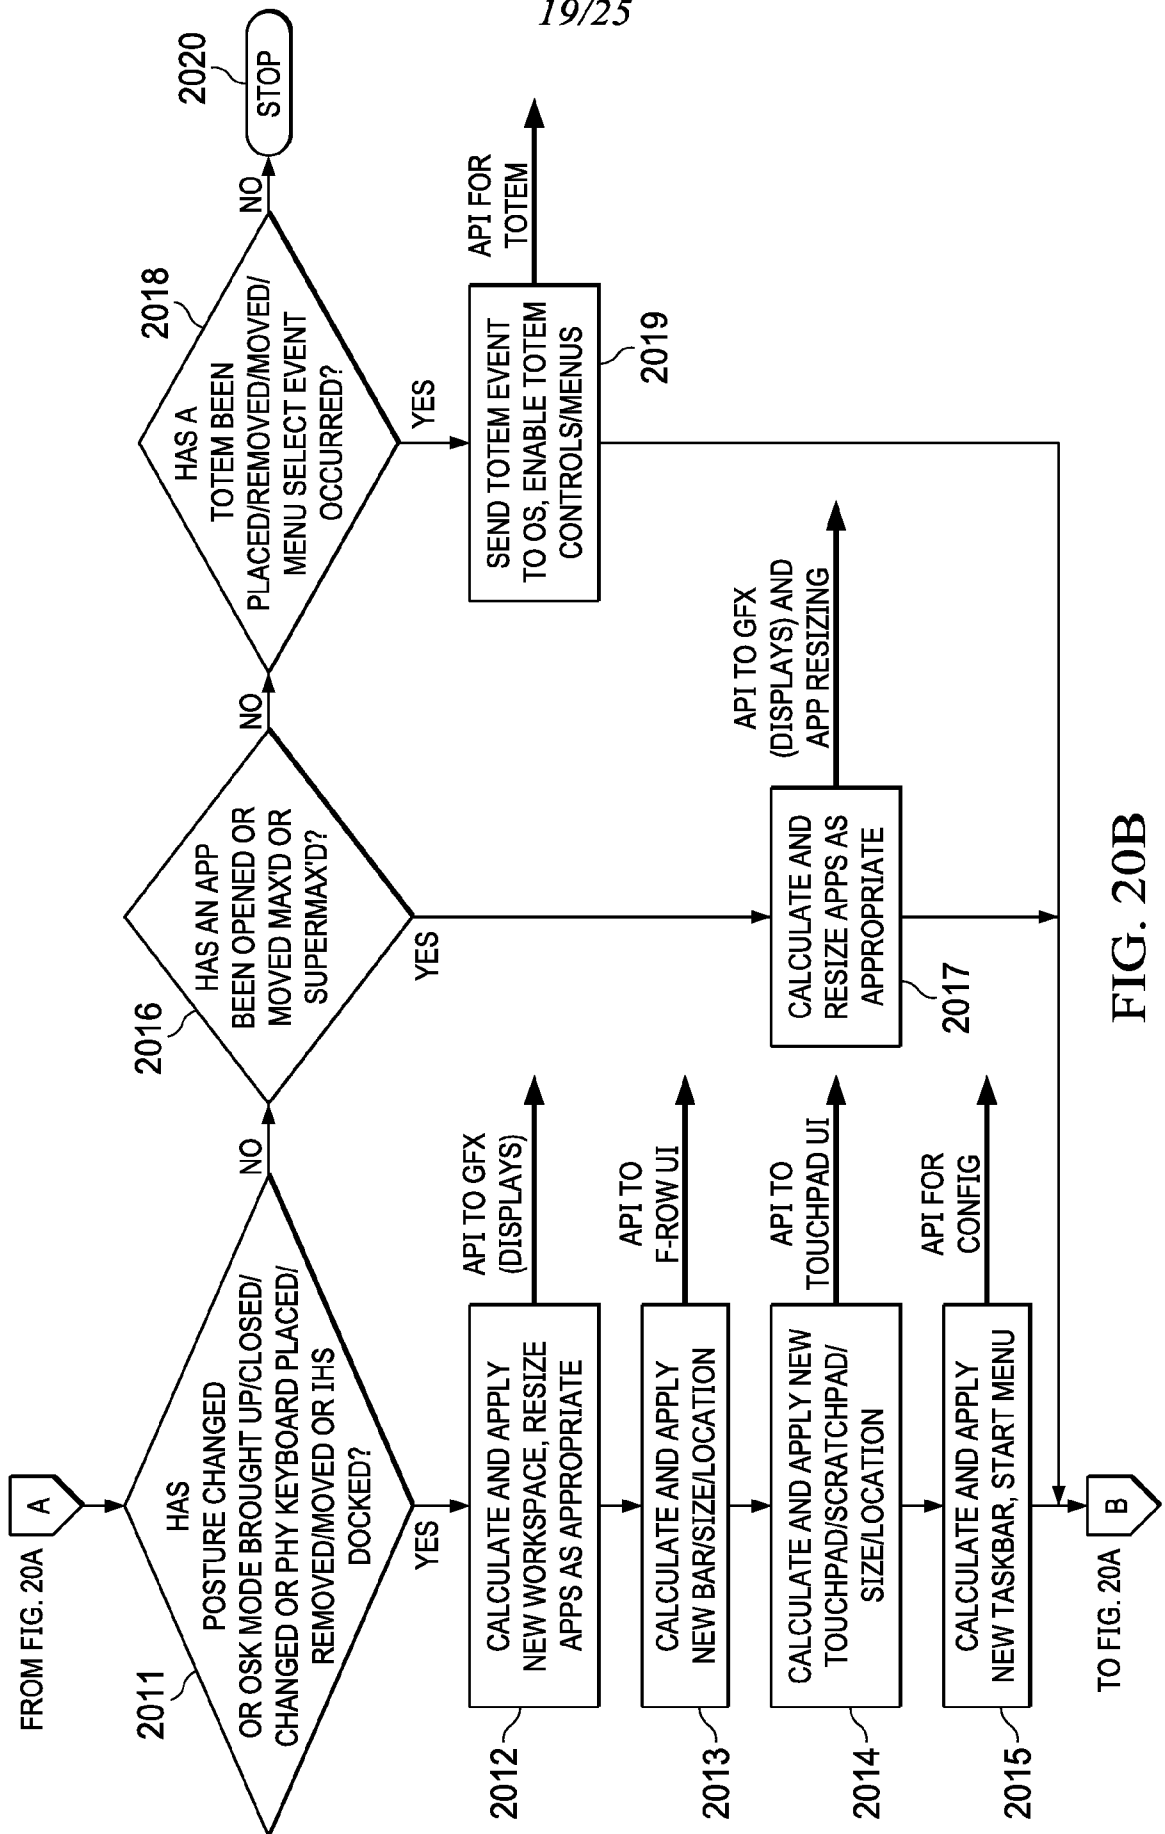 19/25
FROM FIG. 20A
A
2011
HAS
POSTURE CHANGED
OR OSK MODE BROUGHT UP/CLOSED/
CHANGED OR PHY KEYBOARD PLACED/
REMOVED/MOVED OR IHS
DOCKED?
NO
YES
2012
CALCULATE AND APPLY
NEW WORKSPACE, RESIZE
APPS AS APPROPRIATE
API TO GFX
(DISPLAYS)
2013
CALCULATE AND APPLY
NEW BAR/SIZE/LOCATION
API TO
F-ROW UI
2014
CALCULATE AND APPLY NEW
TOUCHPAD/SCRATCHPAD/
SIZE/LOCATION
API TO
TOUCHPAD UI
2015
CALCULATE AND APPLY
NEW TASKBAR, START MENU
API FOR
CONFIG
TO FIG. 20A
B
2016
HAS AN APP
BEEN OPENED OR
MOVED MAX'D OR
SUPERMAX'D?
NO
YES
CALCULATE AND
RESIZE APPS AS
APPROPRIATE
2017
API TO GFX
(DISPLAYS) AND
APP RESIZING
2018
HAS A
TOTEM BEEN
PLACED/REMOVED/MOVED/
MENU SELECT EVENT
OCCURRED?
NO
YES
SEND TOTEM EVENT
TO OS, ENABLE TOTEM
CONTROLS/MENUS
2019
API FOR
TOTEM
2020
STOP
FIG. 20B